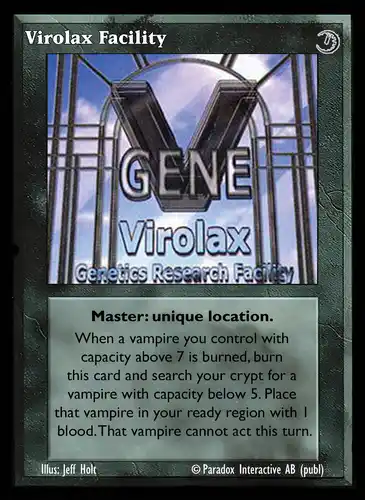 Virolax Facility
V
GENE
Virolax
Genetics Research Facility
Master: unique location.
When a vampire you control with
capacity above 7 is burned, burn
this card and search your crypt for a
vampire with capacity below 5. Place
that vampire in your ready region with 1
blood. That vampire cannot act this turn.
Illus: Jeff Holt © Paradox Interactive AB (publ)